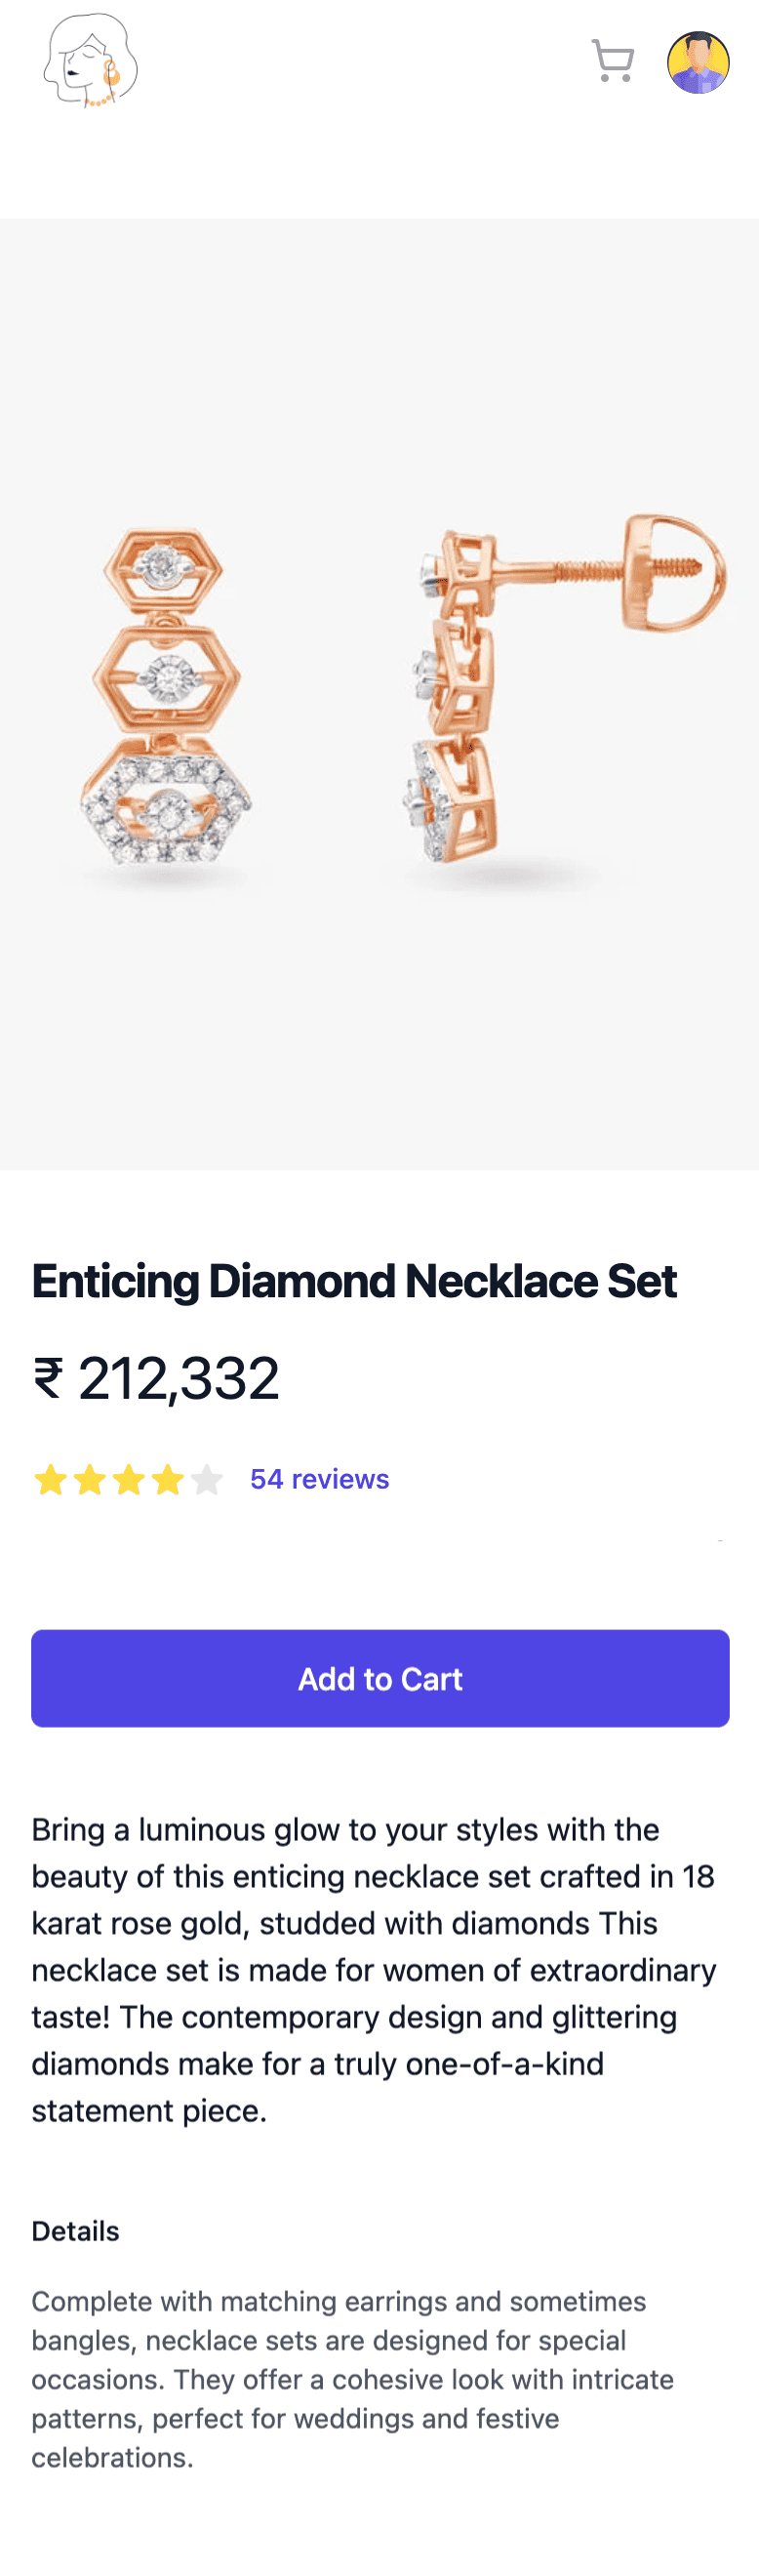 Enticing Diamond Necklace Set
₹ 212,332
54 reviews
Add to Cart
Bring a luminous glow to your styles with the
beauty of this enticing necklace set crafted in 18
karat rose gold, studded with diamonds This
necklace set is made for women of extraordinary
taste! The contemporary design and glittering
diamonds make for a truly one-of-a-kind
statement piece.
Details
Complete with matching earrings and sometimes
bangles, necklace sets are designed for special
occasions. They offer a cohesive look with intricate
patterns, perfect for weddings and festive
celebrations.